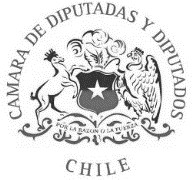 CAMARA DE DIPUTADAS Y DIPUTADOS
POR LA RAZON O LA FUERZA
CHILE